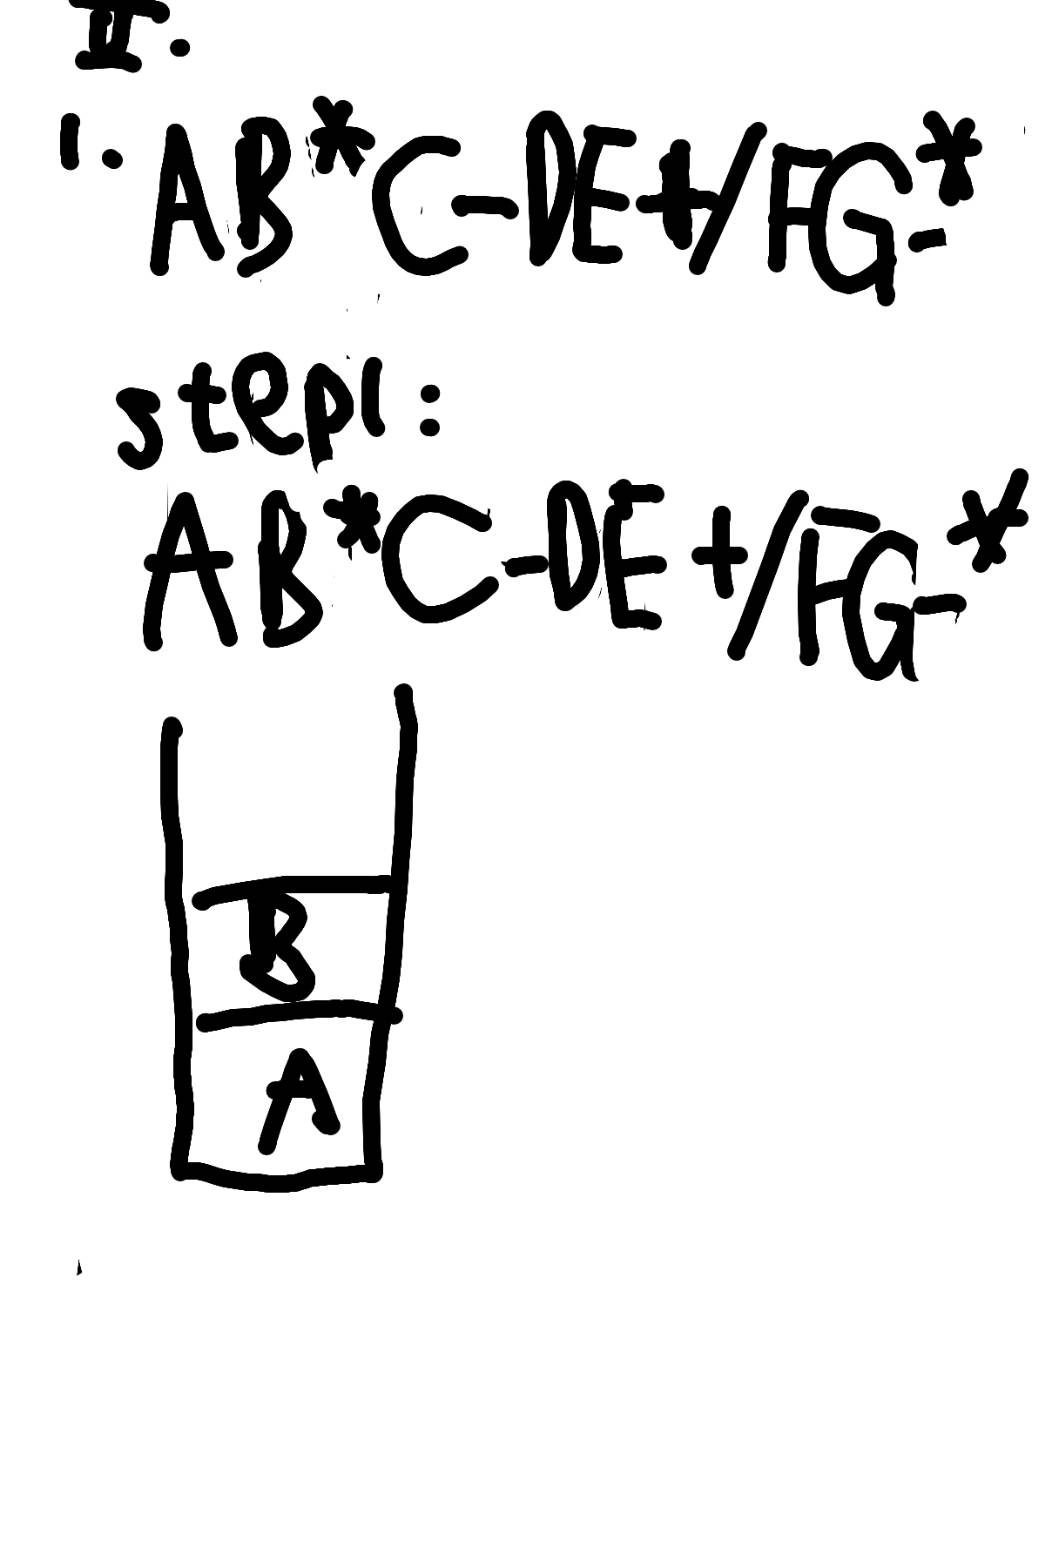 II.
1. AB*C-DE+/FG-*
step1:
AB*C-DE+/FG-*
B
A